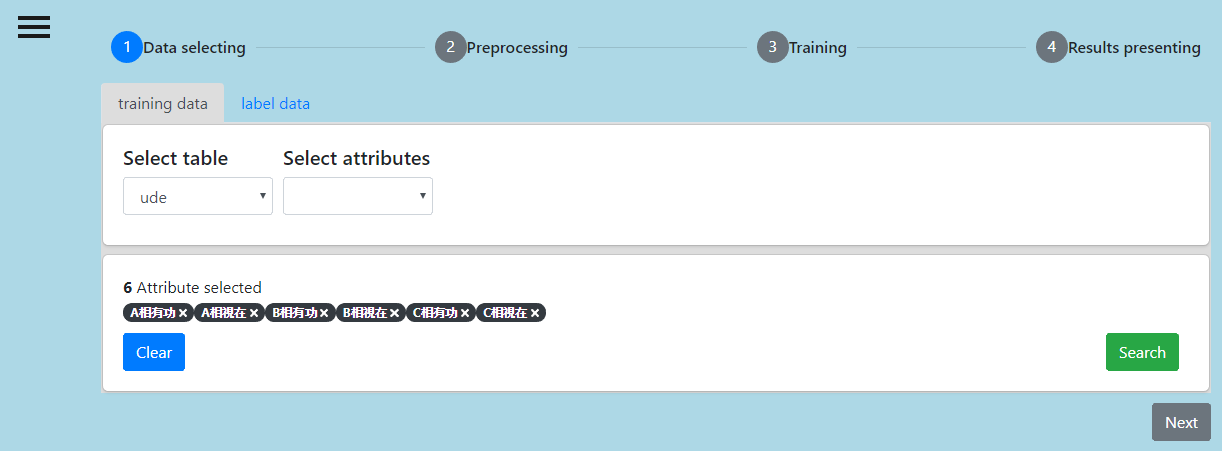 1 Data selecting 2 Preprocessing 3 Training 4 Results presenting
training data label data
Select table Select attributes
ude
6 Attribute selected
A相有功 × A相視在 × B相有功 × B相視在 × C相有功 × C相視在 ×
Clear Search
Next